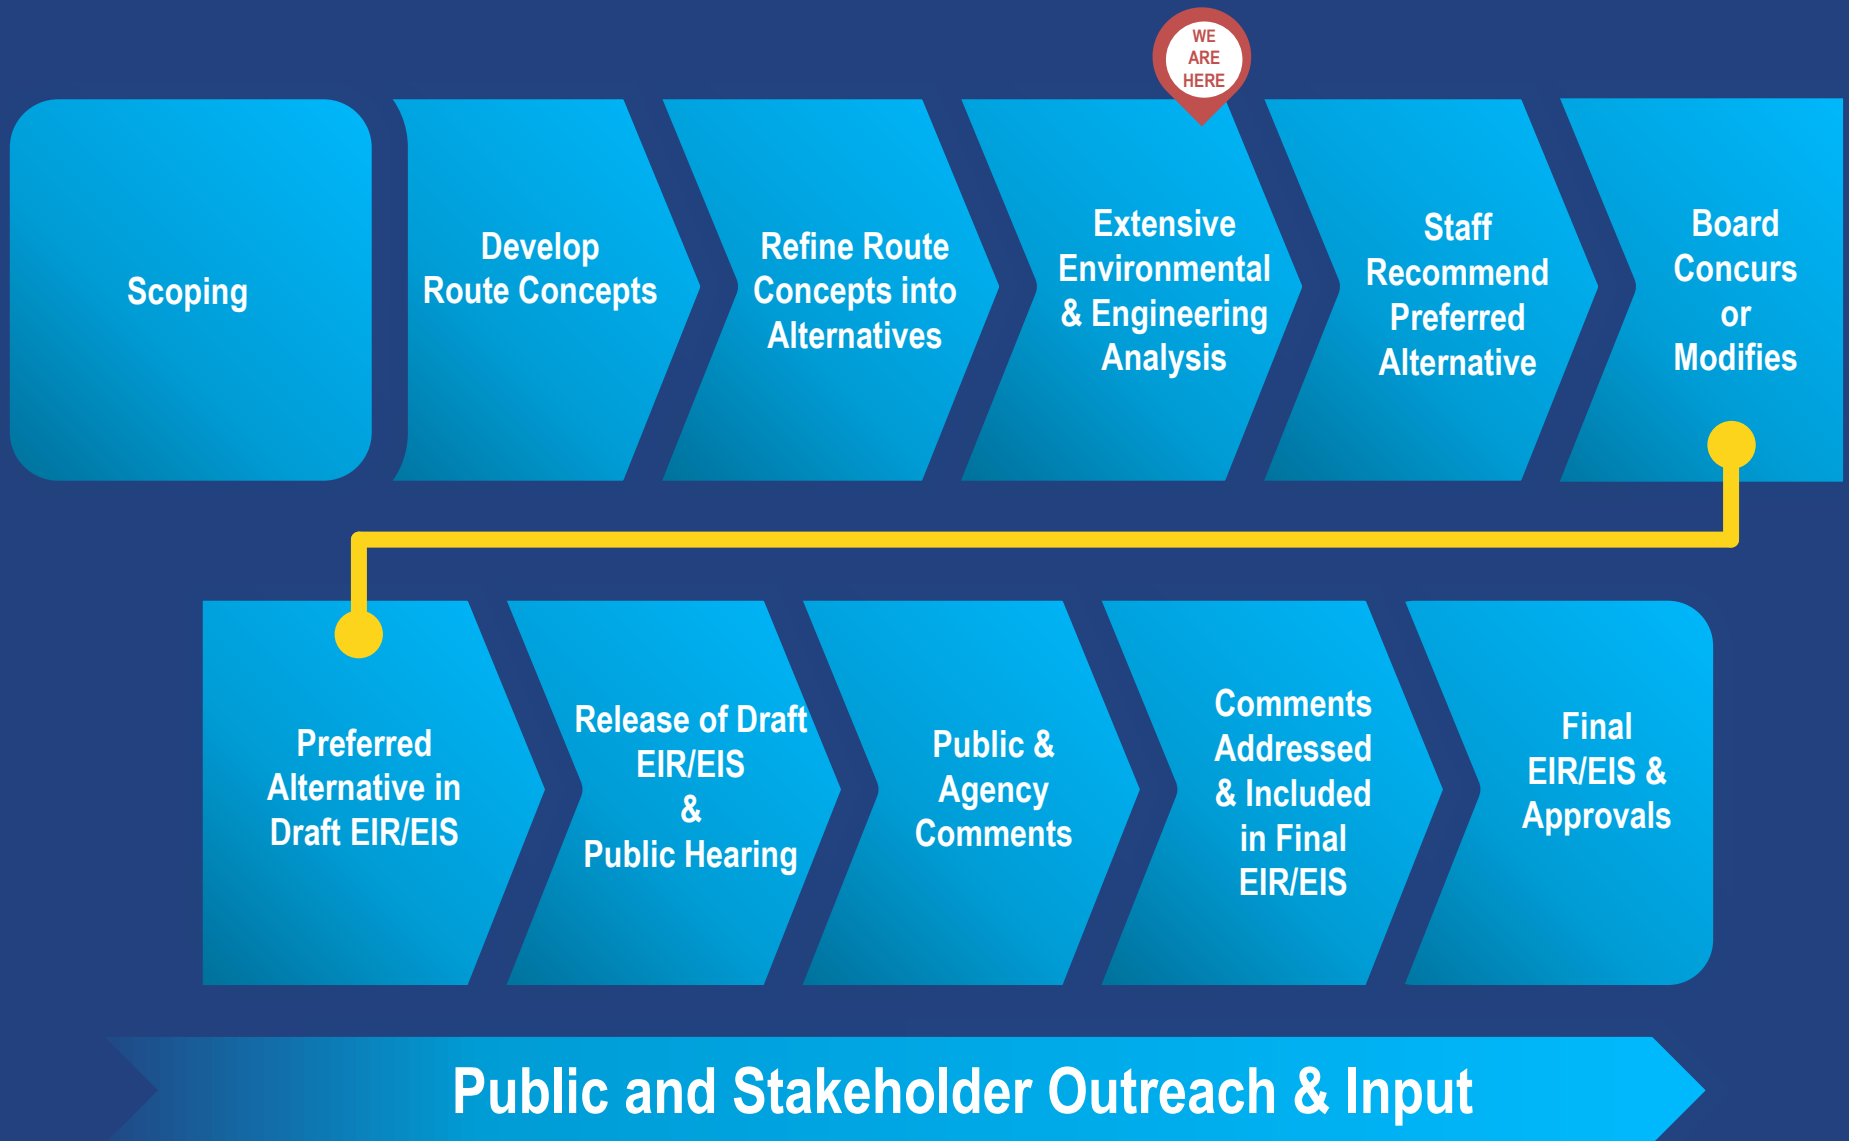 WE
ARE
HERE
Scoping
Develop
Route Concepts
Refine Route
Concepts into
Alternatives
Extensive
Environmental
& Engineering
Analysis
Staff
Recommend
Preferred
Alternative
Board
Concurs
or
Modifies
Preferred
Alternative in
Draft EIR/EIS
Release of Draft
EIR/EIS
&
Public Hearing
Public &
Agency
Comments
Comments
Addressed
& Included
in Final
EIR/EIS
Final
EIR/EIS &
Approvals
Public and Stakeholder Outreach & Input